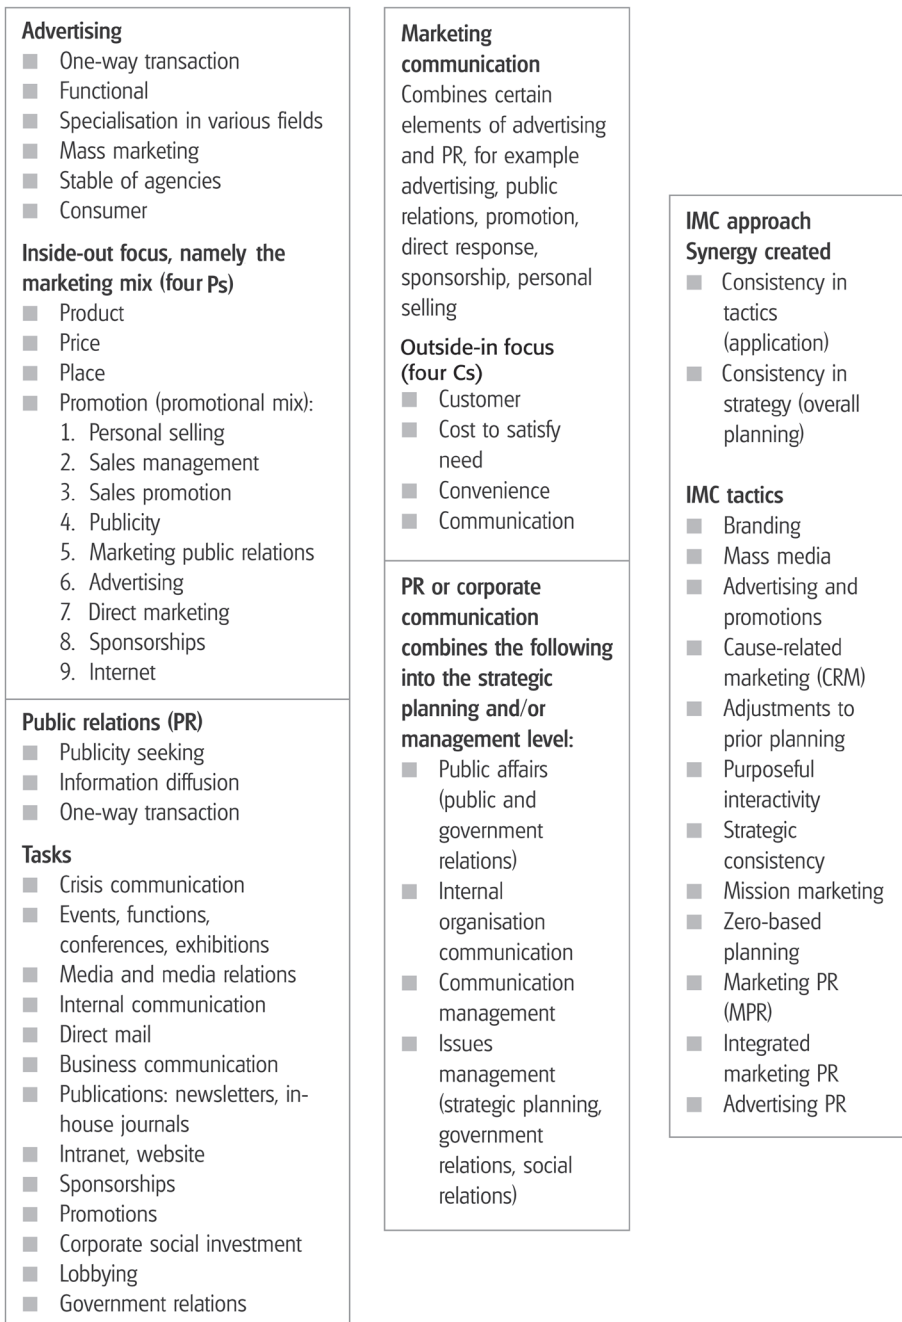 Advertising
One-way transaction
Functional
Specialisation in various fields
Mass marketing
Stable of agencies
Consumer
Inside-out focus, namely the
marketing mix (four Ps)
Product
Price
Place
Promotion (promotional mix):
1. Personal selling
2. Sales management
3. Sales promotion
4. Publicity
5. Marketing public relations
6. Advertising
7. Direct marketing
8. Sponsorships
9. Internet
Public relations (PR)
Publicity seeking
Information diffusion
One-way transaction
Tasks
Crisis communication
Events, functions,
conferences, exhibitions
Media and media relations
Internal communication
Direct mail
Business communication
Publications: newsletters, in-
house journals
Intranet, website
Sponsorships
Promotions
Corporate social investment
Lobbying
Government relations
Marketing
communication
Combines certain
elements of advertising
and PR, for example
advertising, public
relations, promotion,
direct response,
sponsorship, personal
selling
Outside-in focus
(four Cs)
Customer
Cost to satisfy
need
Convenience
Communication
PR or corporate
communication
combines the following
into the strategic
planning and/or
management level:
Public affairs
(public and
government
relations)
Internal
organisation
communication
Communication
management
Issues
management
(strategic planning,
government
relations, social
relations)
IMC approach
Synergy created
Consistency in
tactics
(application)
Consistency in
strategy (overall
planning)
IMC tactics
Branding
Mass media
Advertising and
promotions
Cause-related
marketing (CRM)
Adjustments to
prior planning
Purposeful
interactivity
Strategic
consistency
Mission marketing
Zero-based
planning
Marketing PR
(MPR)
Integrated
marketing PR
Advertising PR